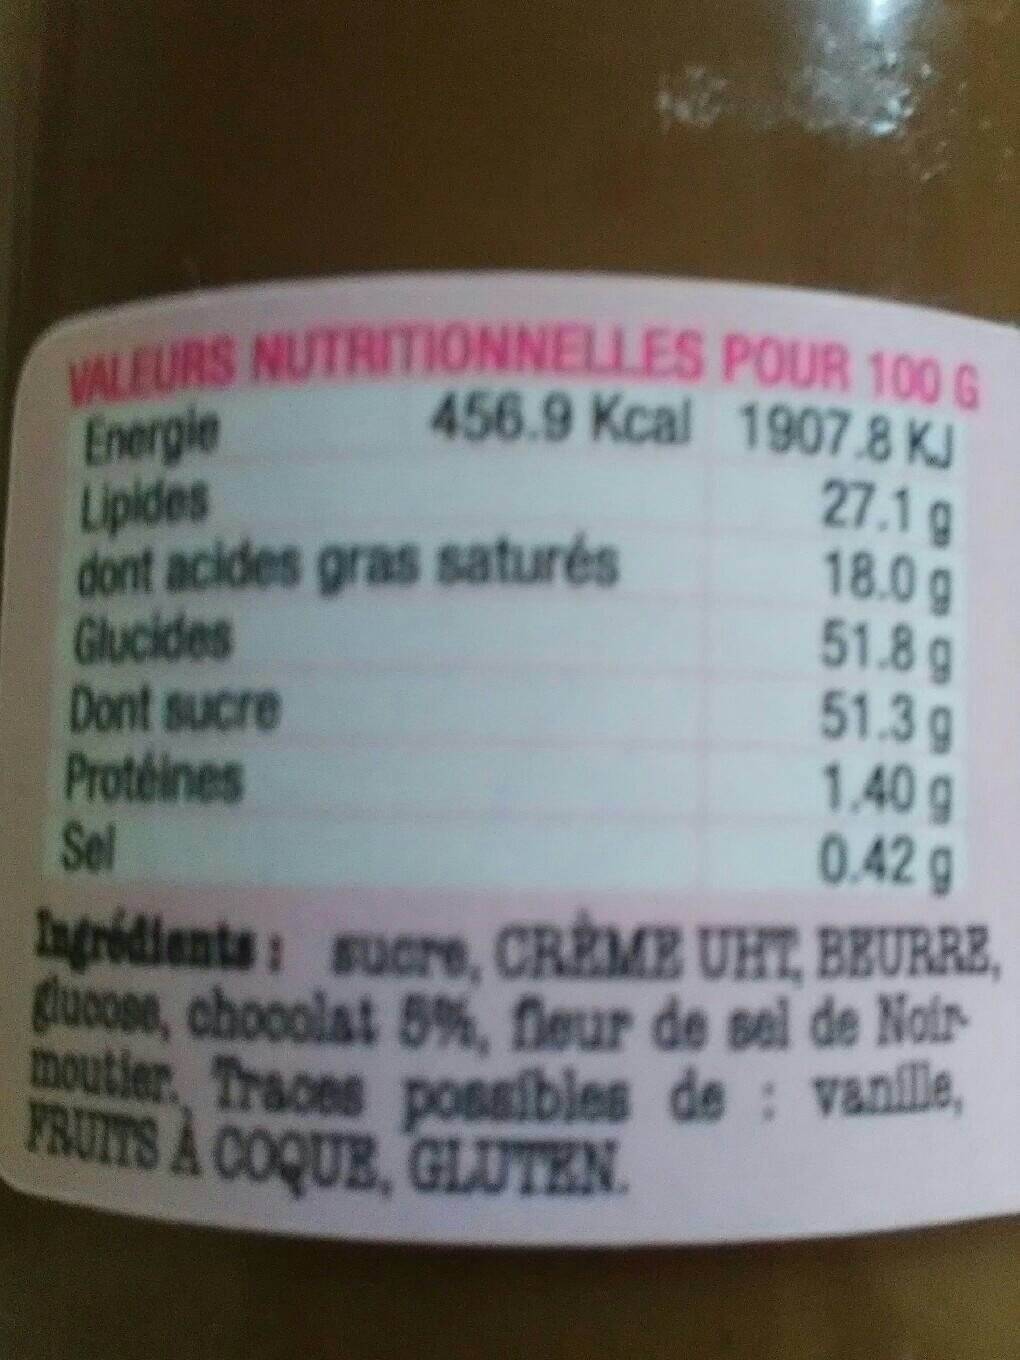 VALEURS NUTRITIONNELLES POUR 100 G
Energie 456.9 Kcal 1907.8 KJ
Lipides 27.1 g
dont acides gras saturés 18.0 g
Glucides 51.8 g
Dont sucre 51.3 g
Protéines 1.40 g
Sel 0.42 g
Ingrédients : sucre, CRÈME UHT, BEURRE,
glucose, chocolat 5%, fleur de sel de Noir-
moutier. Traces possibles de : vanille,
FRUITS À COQUE, GLUTEN.